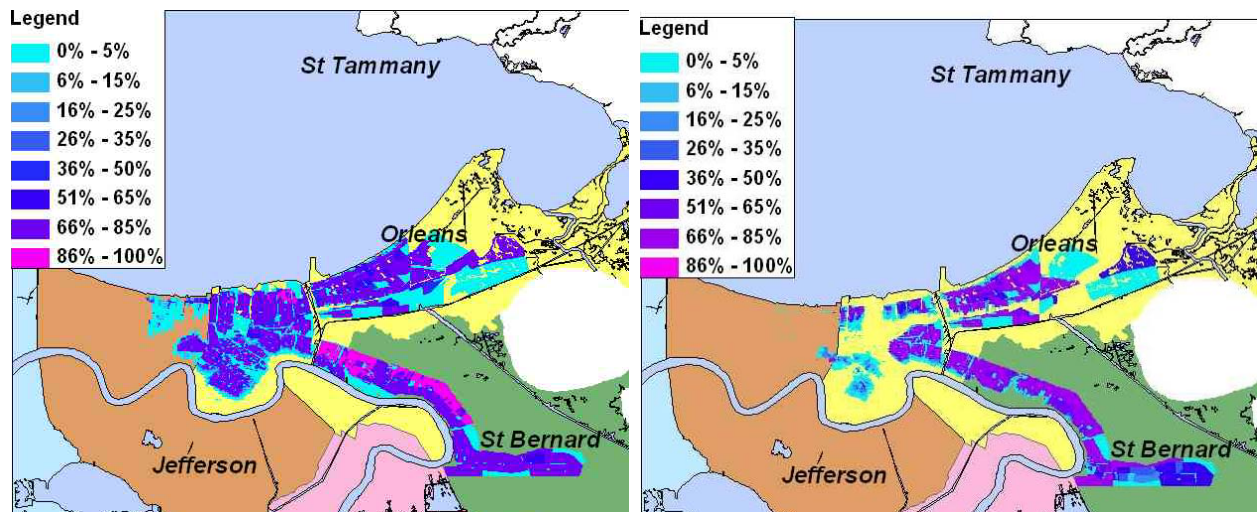 Legend
0% - 5%
6% - 15%
16% - 25%
26% - 35%
36% - 50%
51% - 65%
66% - 85%
86% - 100%
St Tammany
Orleans
St Bernard
Jefferson
Legend
0% - 5%
6% - 15%
16% - 25%
26% - 35%
36% - 50%
51% - 65%
66% - 85%
86% - 100%
St Tammany
Orleans
St Bernard
Jefferson